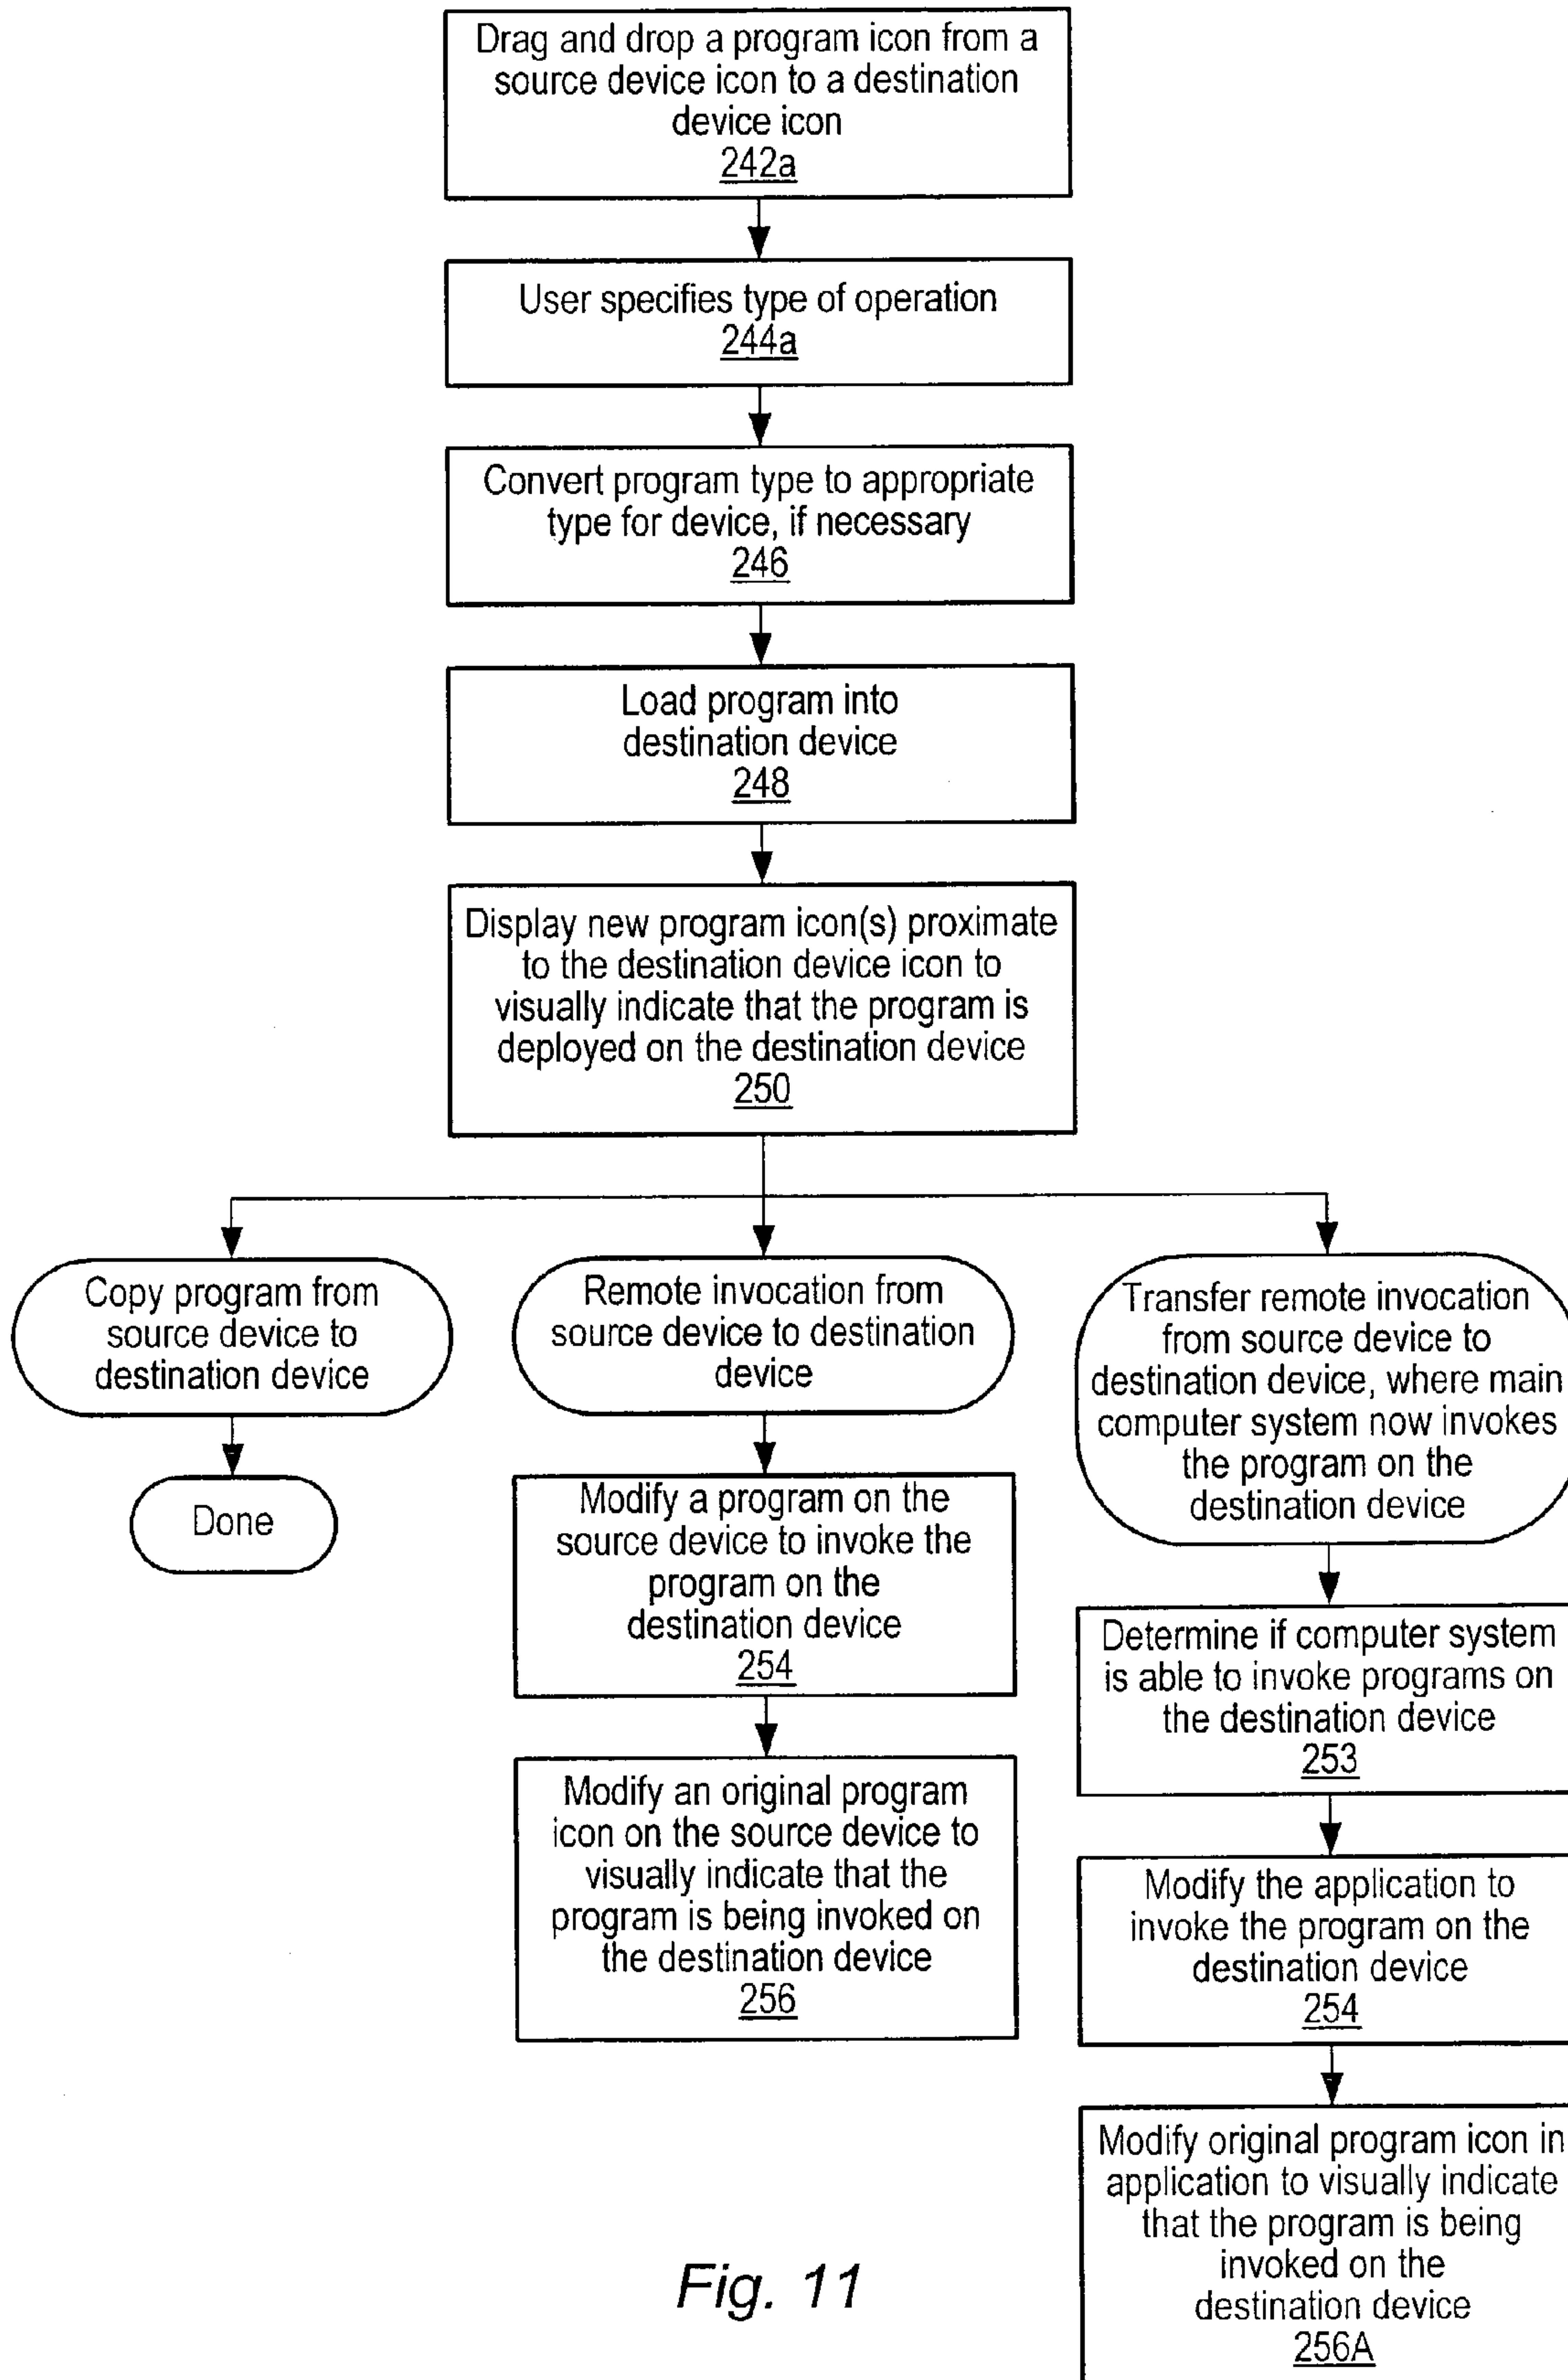 Drag and drop a program icon from a
source device icon to a destination
device icon
242a
User specifies type of operation
244a
Convert program type to appropriate
type for device, if necessary
246
Load program into
destination device
248
Display new program icon(s) proximate
to the destination device icon to
visually indicate that the program is
deployed on the destination device
250
Copy program from
source device to
destination device
Done
Remote invocation from
source device to destination
device
Modify a program on the
source device to invoke the
program on the
destination device
254
Modify an original program
icon on the source device to
visually indicate that the
program is being invoked on
the destination device
256
Transfer remote invocation
from source device to
destination device, where main
computer system now invokes
the program on the
destination device
Determine if computer system
is able to invoke programs on
the destination device
253
Modify the application to
invoke the program on the
destination device
254
Modify original program icon in
application to visually indicate
that the program is being
invoked on the
destination device
256A
Fig. 11